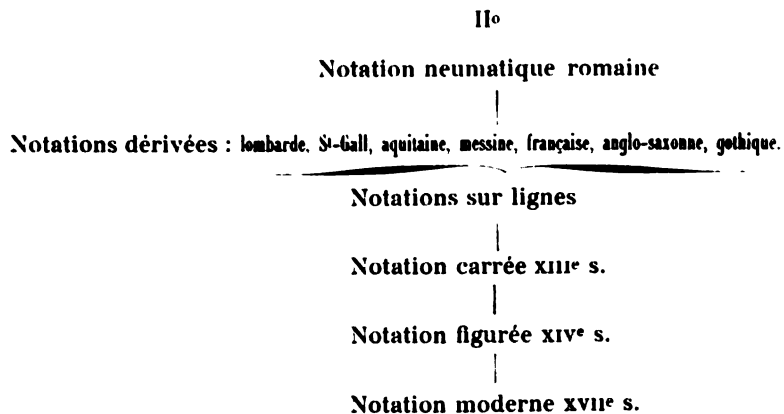 IIº
Notation neumatique romaine
Notations dérivées : lombarde, Sᵗ-Gall, aquitaine, messine, française, anglo-saxonne, gothique.
Notations sur lignes
Notation carrée XIIIᵉ s.
Notation figurée XIVᵉ s.
Notation moderne XVIIᵉ s.